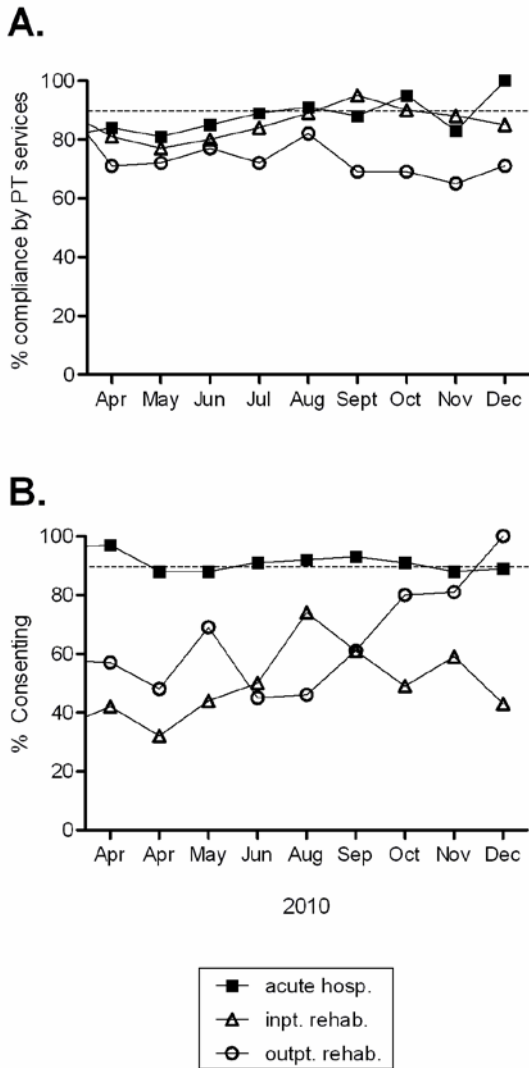 A.
% compliance by PT services
100
80
60
40
20
0
Apr May Jun Jul Aug Sept Oct Nov Dec
B.
% Consenting
100
80
60
40
20
0
Apr Apr May Jun Aug Sep Oct Nov Dec
2010
acute hosp.
inpt. rehab.
outpt. rehab.